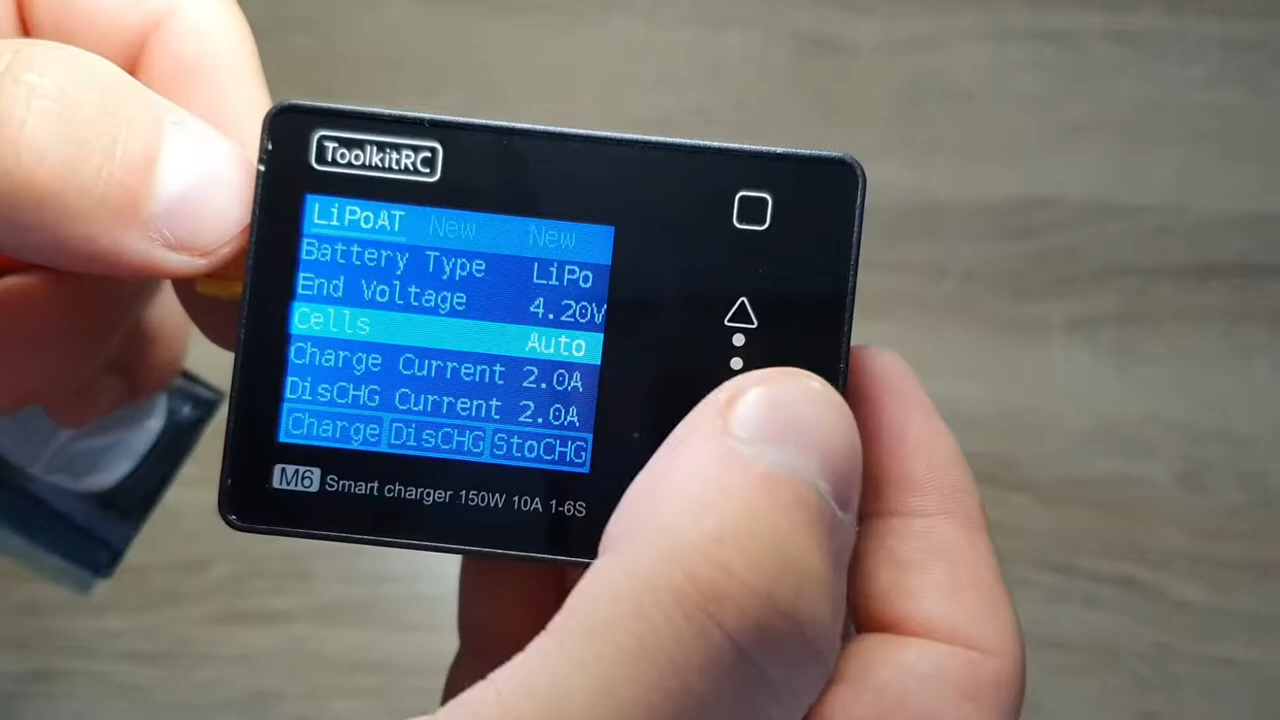 ToolkitRC
LiPoAT New New
Battery Type LiPo
End Voltage 4.20V
Cells Auto
Charge Current 2.0A
DisCHG Current 2.0A
Charge DisCHG StoCHG
M6 Smart charger 150W 10A 1-6S